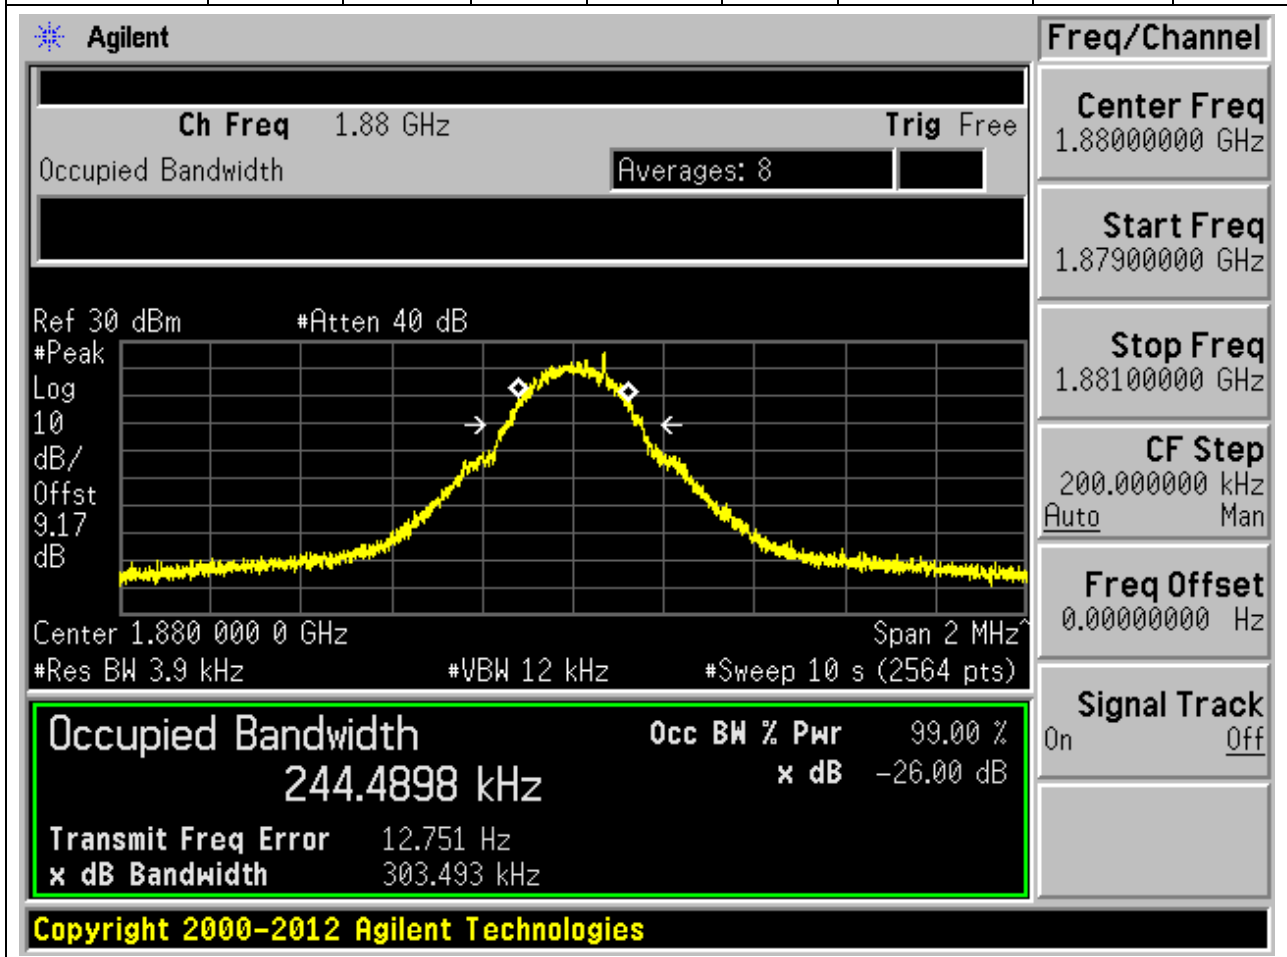 Agilent
Freq/Channel
Ch Freq 1.88 GHz Trig Free
Occupied Bandwidth Averages: 8
Center Freq
1.88000000 GHz
Start Freq
1.87900000 GHz
Stop Freq
1.88100000 GHz
CF Step
200.000000 kHz
Auto Man
Freq Offset
0.00000000 Hz
Signal Track
On Off
Ref 30 dBm #Atten 40 dB
#Peak
Log
10
dB/
Offst
9.17
dB
Center 1.880 000 0 GHz Span 2 MHz^
#Res BW 3.9 kHz #VBW 12 kHz #Sweep 10 s (2564 pts)
Occupied Bandwidth Occ BW % Pwr 99.00 %
244.4898 kHz x dB -26.00 dB
Transmit Freq Error 12.751 Hz
x dB Bandwidth 303.493 kHz
Copyright 2000-2012 Agilent Technologies